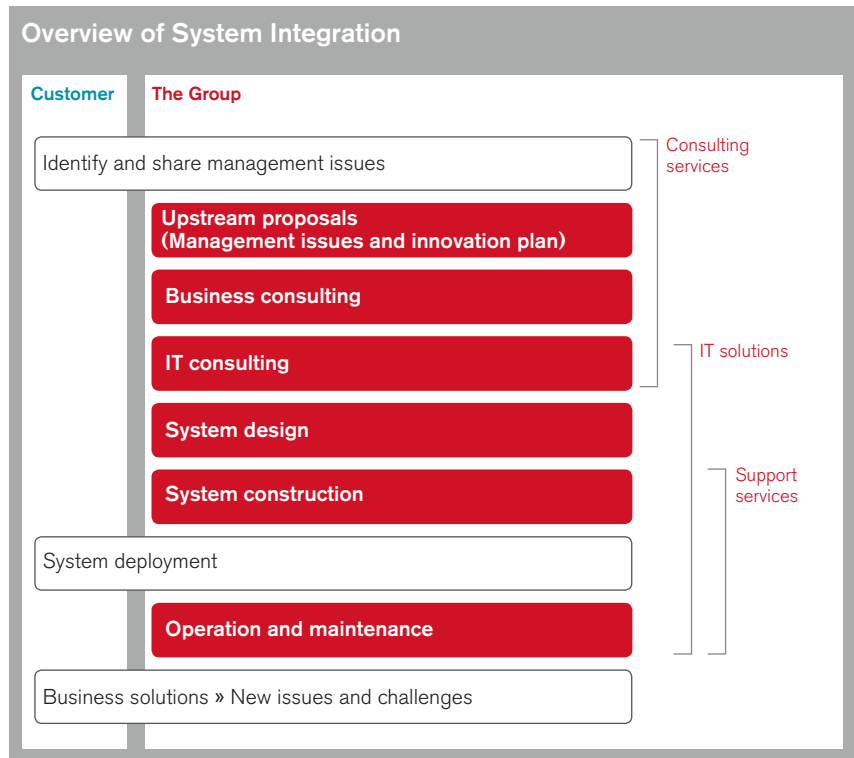 Overview of System Integration
Customer
The Group
Identify and share management issues
Consulting
services
Upstream proposals
(Management issues and innovation plan)
Business consulting
IT consulting
IT solutions
System design
System construction
Support
services
System deployment
Operation and maintenance
Business solutions » New issues and challenges